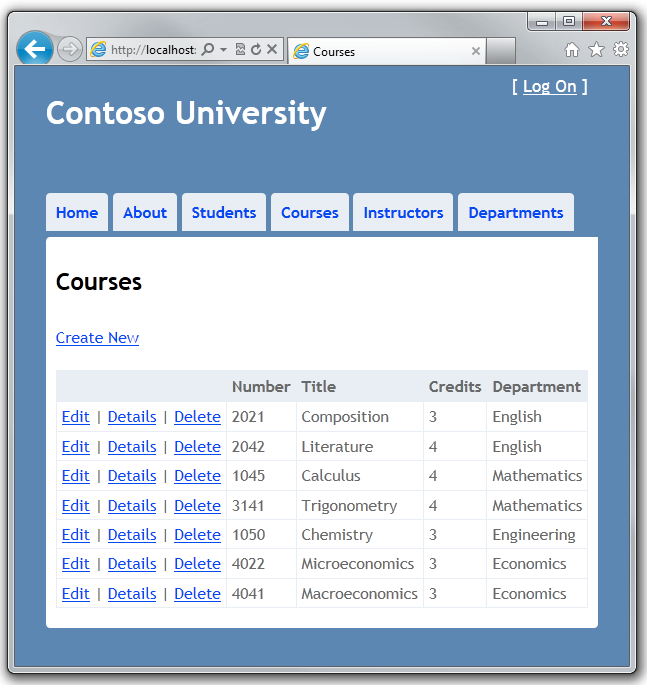 http://localhost:
Courses
[ Log On ]
Contoso University
Home About Students Courses Instructors Departments
Courses
Create New
Number Title Credits Department
Edit | Details | Delete 2021 Composition 3 English
Edit | Details | Delete 2042 Literature 4 English
Edit | Details | Delete 1045 Calculus 4 Mathematics
Edit | Details | Delete 3141 Trigonometry 4 Mathematics
Edit | Details | Delete 1050 Chemistry 3 Engineering
Edit | Details | Delete 4022 Microeconomics 3 Economics
Edit | Details | Delete 4041 Macroeconomics 3 Economics